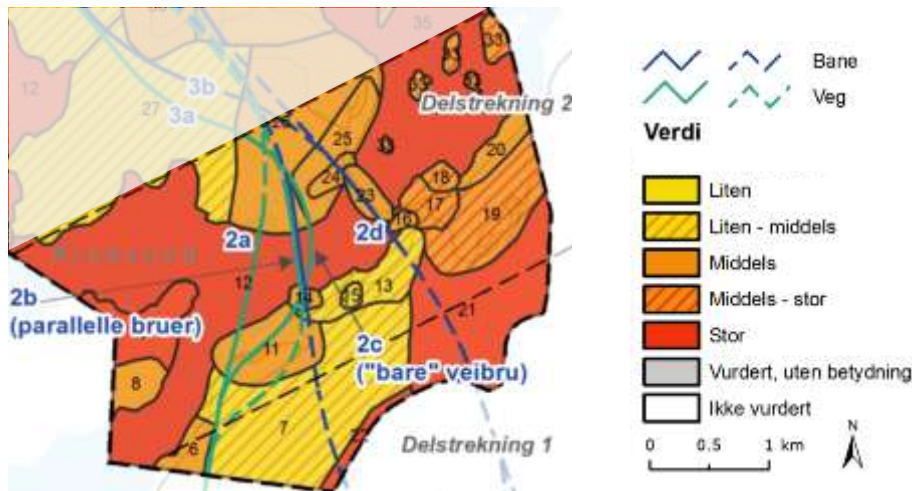 35
33
12
3b
27
3a
Delstrekning 2
25
20
24
18
23
17
19
16
2a
2d
12
13
2b
(parallelle bruer)
14
15
21
11
2c
("bare" veibru)
8
7
6
Delstrekning 1
Bane
Veg
Verdi
Liten
Liten - middels
Middels
Middels - stor
Stor
Vurdert, uten betydning
Ikke vurdert
0 0.5 1 km
N